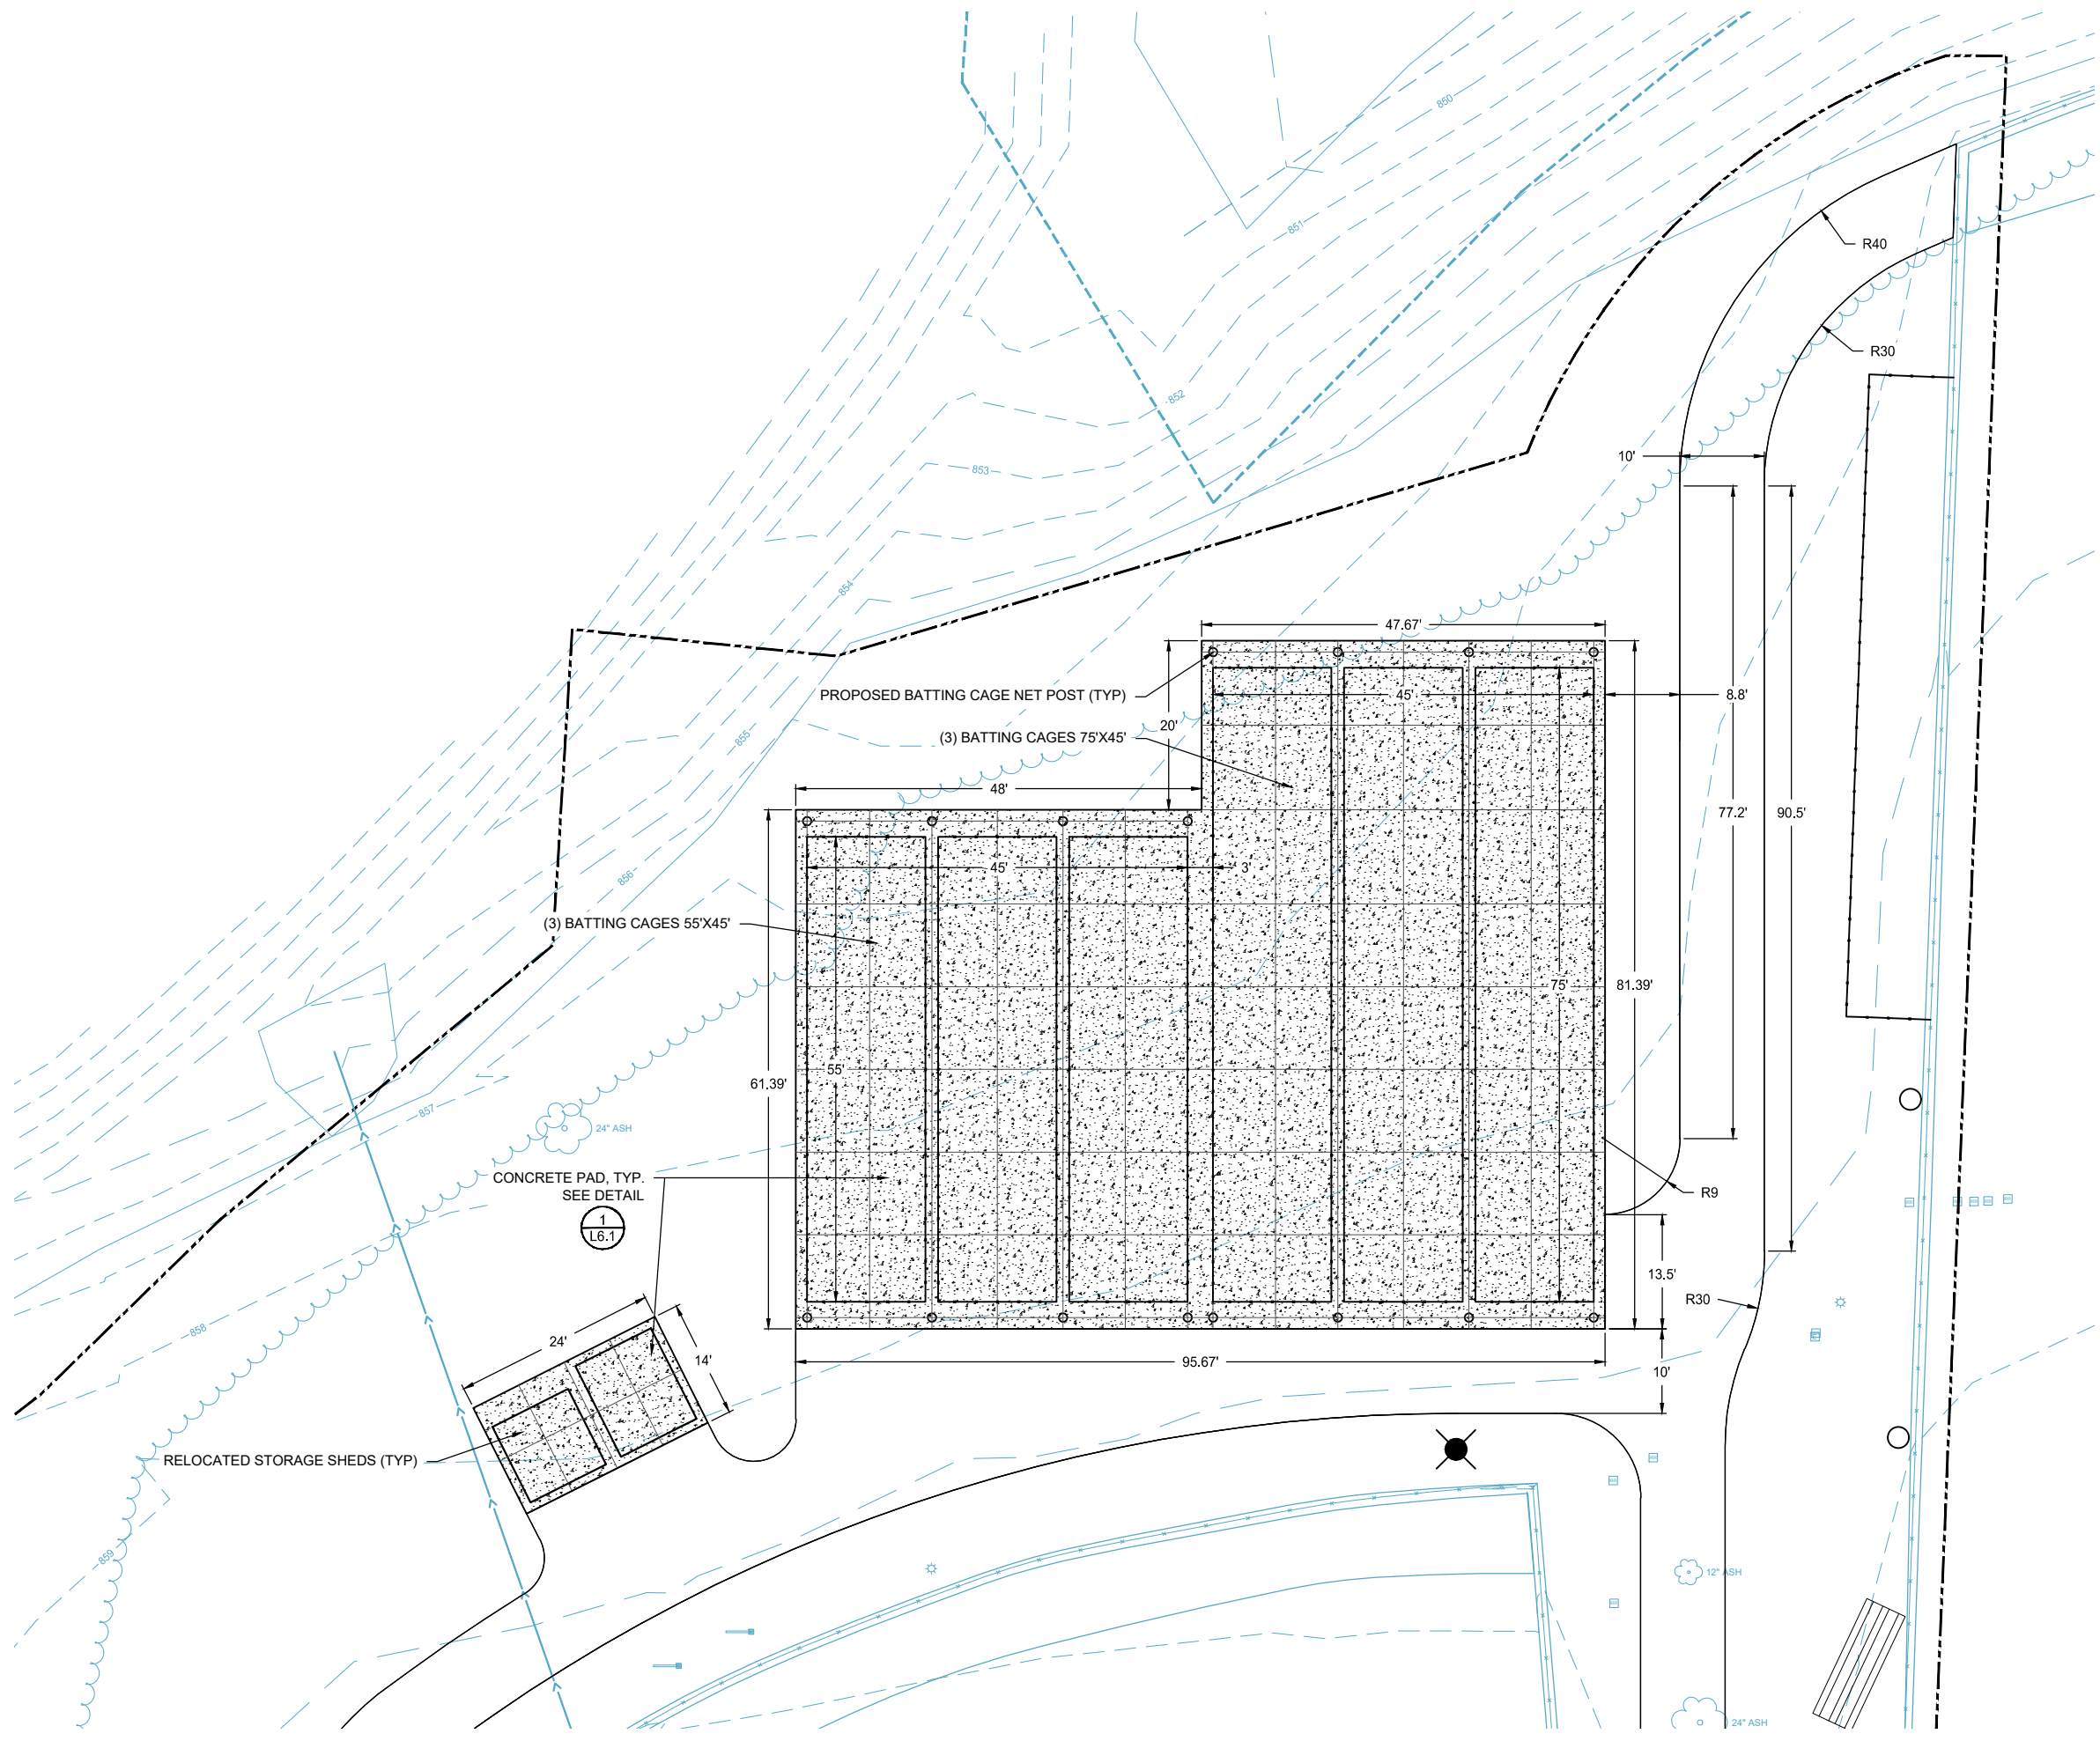 850
851
R40
R30
852
10'
853
854
47.67'
PROPOSED BATTING CAGE NET POST (TYP)
45'
8.8'
20'
(3) BATTING CAGES 75'X45'
855
48'
77.2'
90.5'
45'
3'
856
(3) BATTING CAGES 55'X45'
75'
81.39'
55'
61.39'
857
24" ASH
CONCRETE PAD, TYP.
SEE DETAIL
1
L6.1
R9
13.5'
R30
858
24'
14'
95.67'
10'
RELOCATED STORAGE SHEDS (TYP)
859
12" ASH
24" ASH